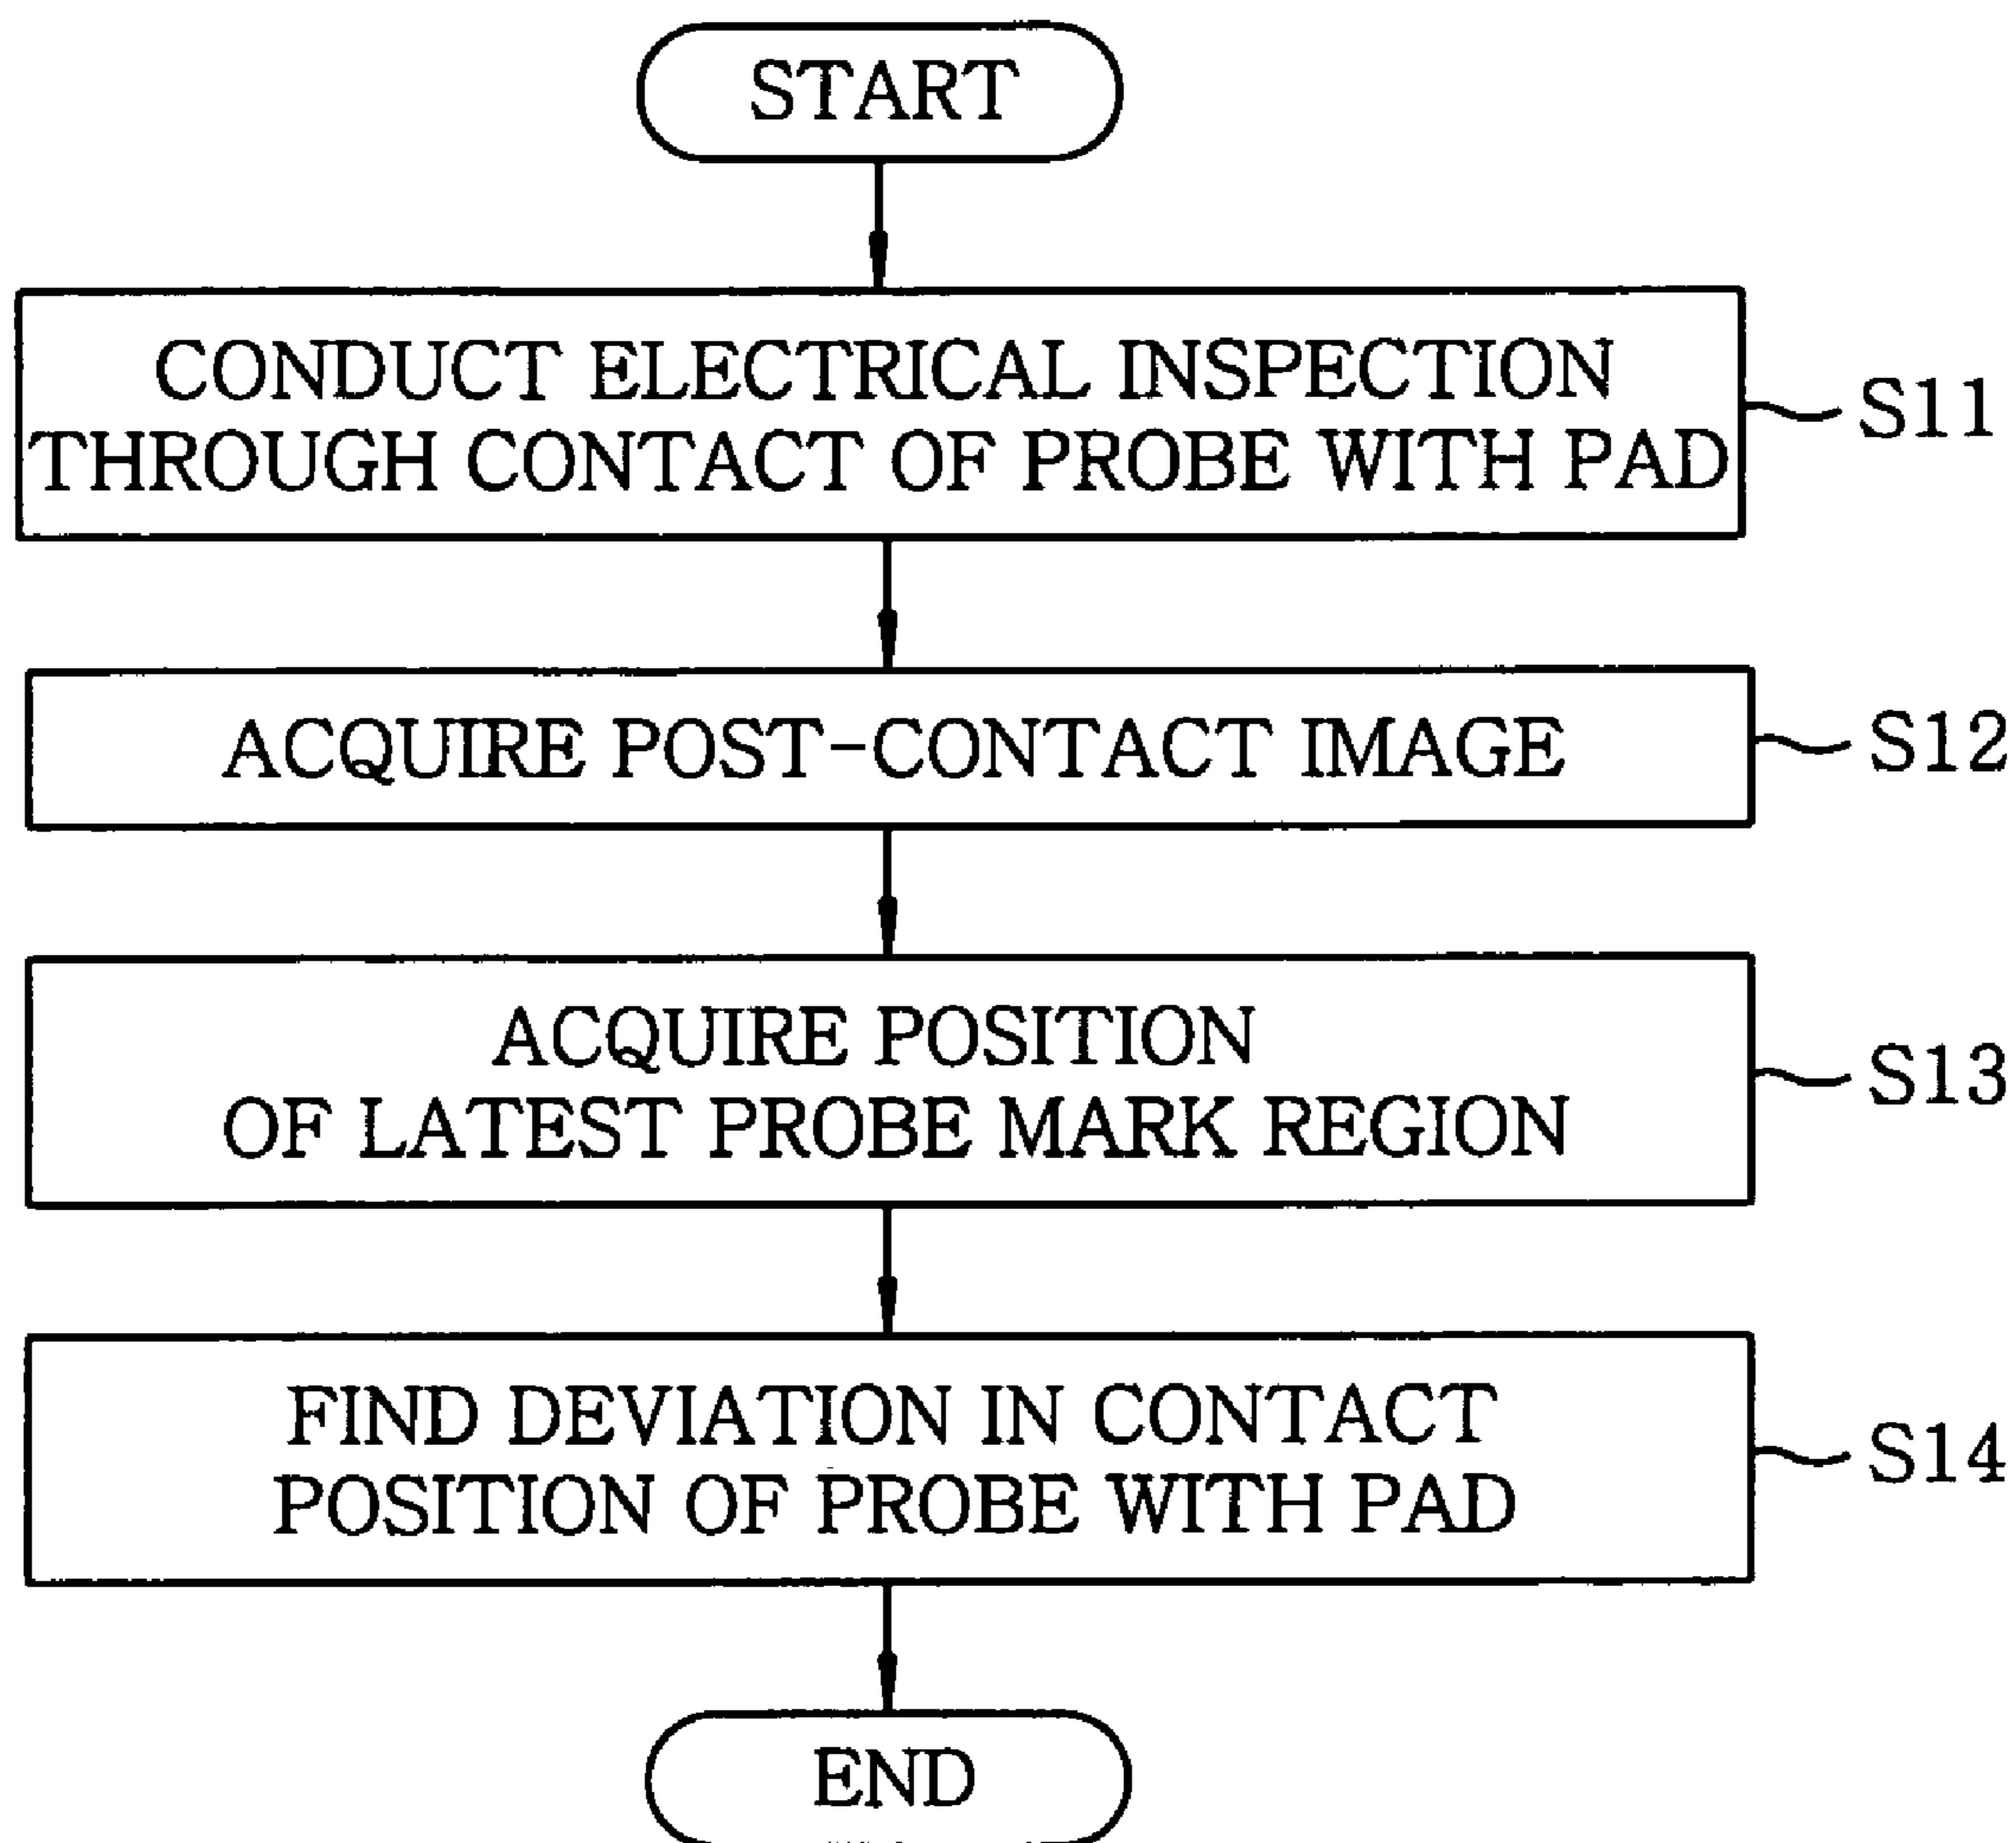 START
CONDUCT ELECTRICAL INSPECTION
THROUGH CONTACT OF PROBE WITH PAD
S11
ACQUIRE POST-CONTACT IMAGE
S12
ACQUIRE POSITION
OF LATEST PROBE MARK REGION
S13
FIND DEVIATION IN CONTACT
POSITION OF PROBE WITH PAD
S14
END